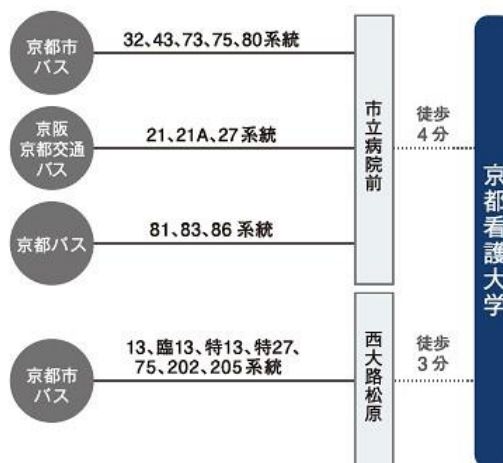 京都市
バス
32、43、73、75、80系統
京阪
京都交通
バス
21、21A、27系統
京都バス
81、83、86系統
市立病院前
徒歩
4分
京都市
バス
13、臨13、特13、特27、
75、202、205系統
西大路松原
徒歩
3分
京都看護大学